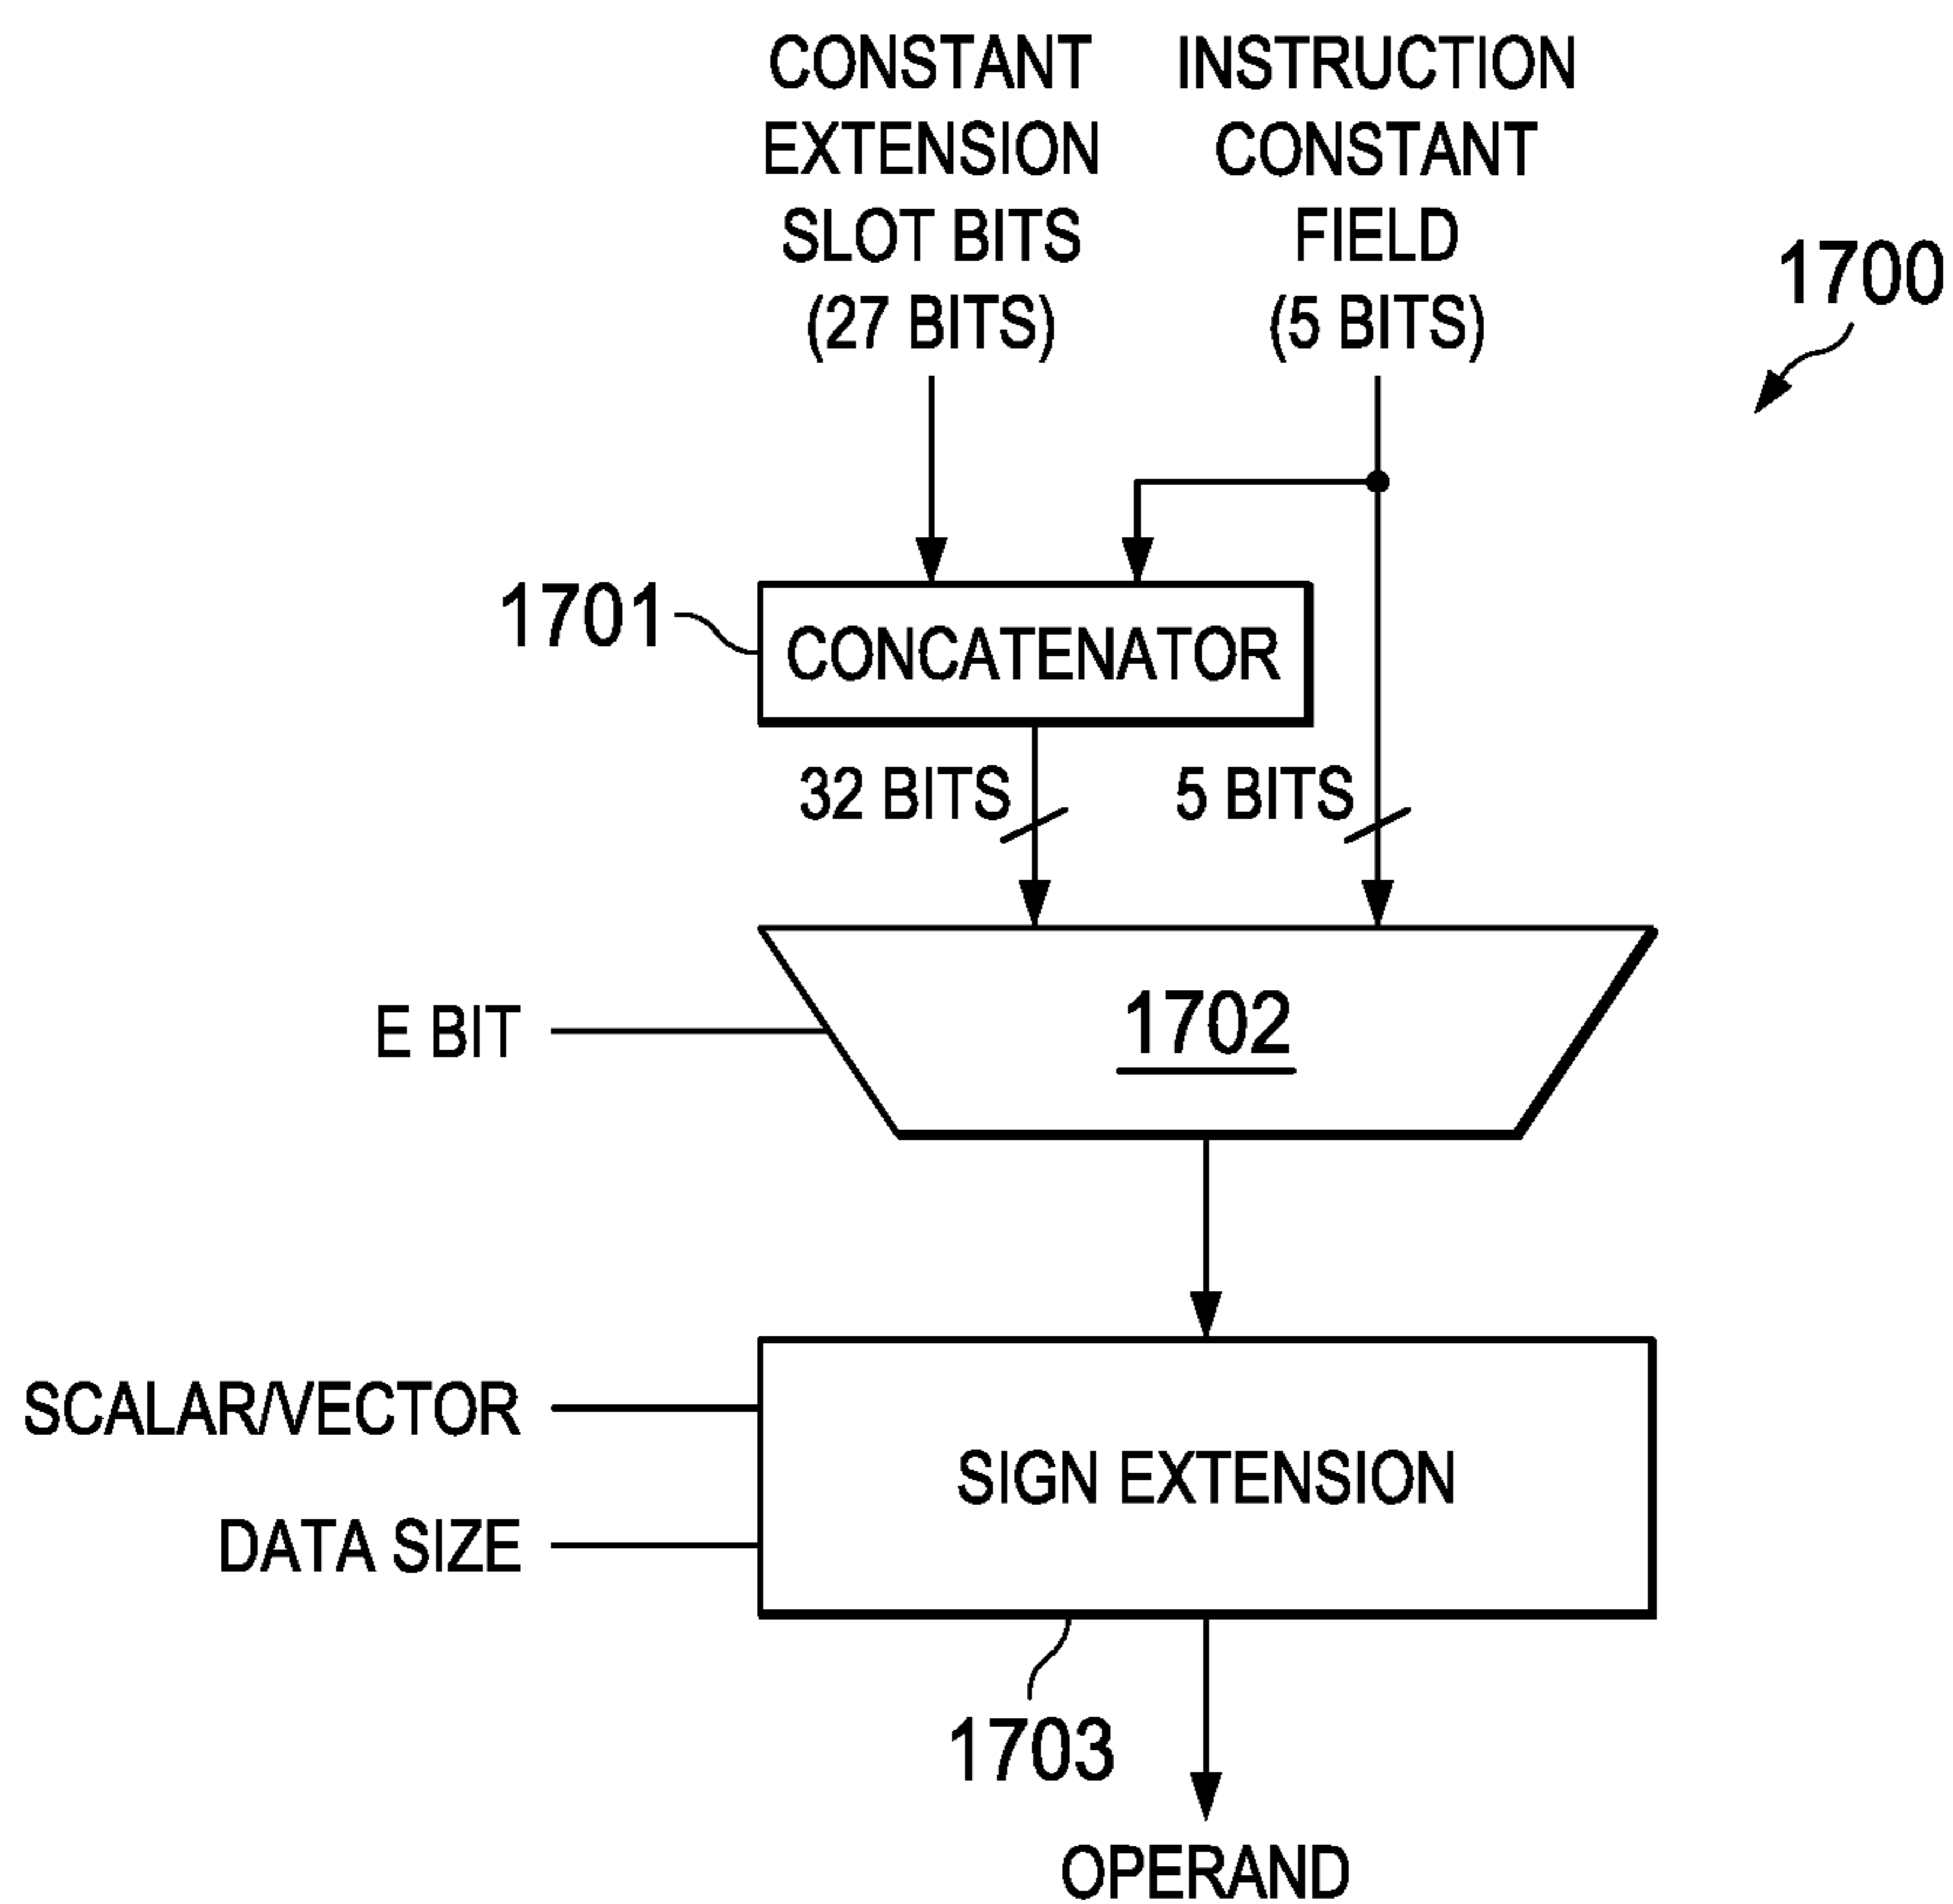 CONSTANT
EXTENSION
SLOT BITS
(27 BITS)
INSTRUCTION
CONSTANT
FIELD
(5 BITS)
1700
1701
CONCATENATOR
32 BITS
5 BITS
E BIT
1702
SCALAR/VECTOR
SIGN EXTENSION
DATA SIZE
1703
OPERAND